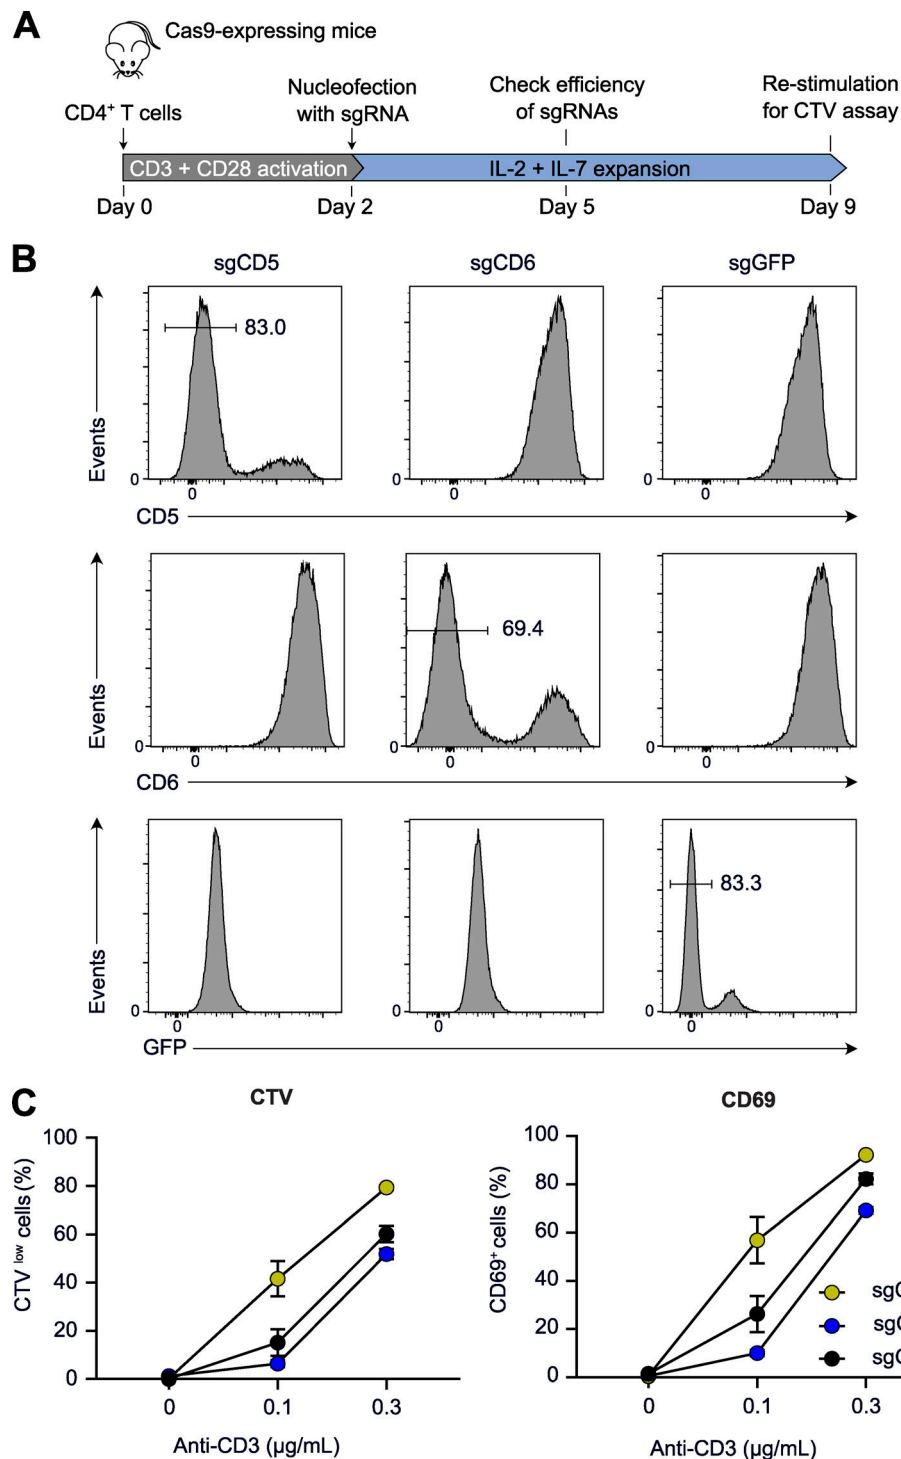 A
Cas9-expressing mice
CD4+ T cells
Nucleofection
with sgRNA
Check efficiency
of sgRNAs
Re-stimulation
for CTV assay
CD3 + CD28 activation
IL-2 + IL-7 expansion
Day 0
Day 2
Day 5
Day 9
B
sgCD5
sgCD6
sgGFP
Events
83.0
0
0
0
0
0
0
CD5
Events
69.4
0
0
0
0
0
0
CD6
Events
83.3
0
0
0
0
0
GFP
C
CTV
CTV low cells (%)
100
80
60
40
20
0
0
0.1
0.3
Anti-CD3 (µg/mL)
CD69
CD69+ cells (%)
100
80
60
40
20
0
0
0.1
0.3
Anti-CD3 (µg/mL)